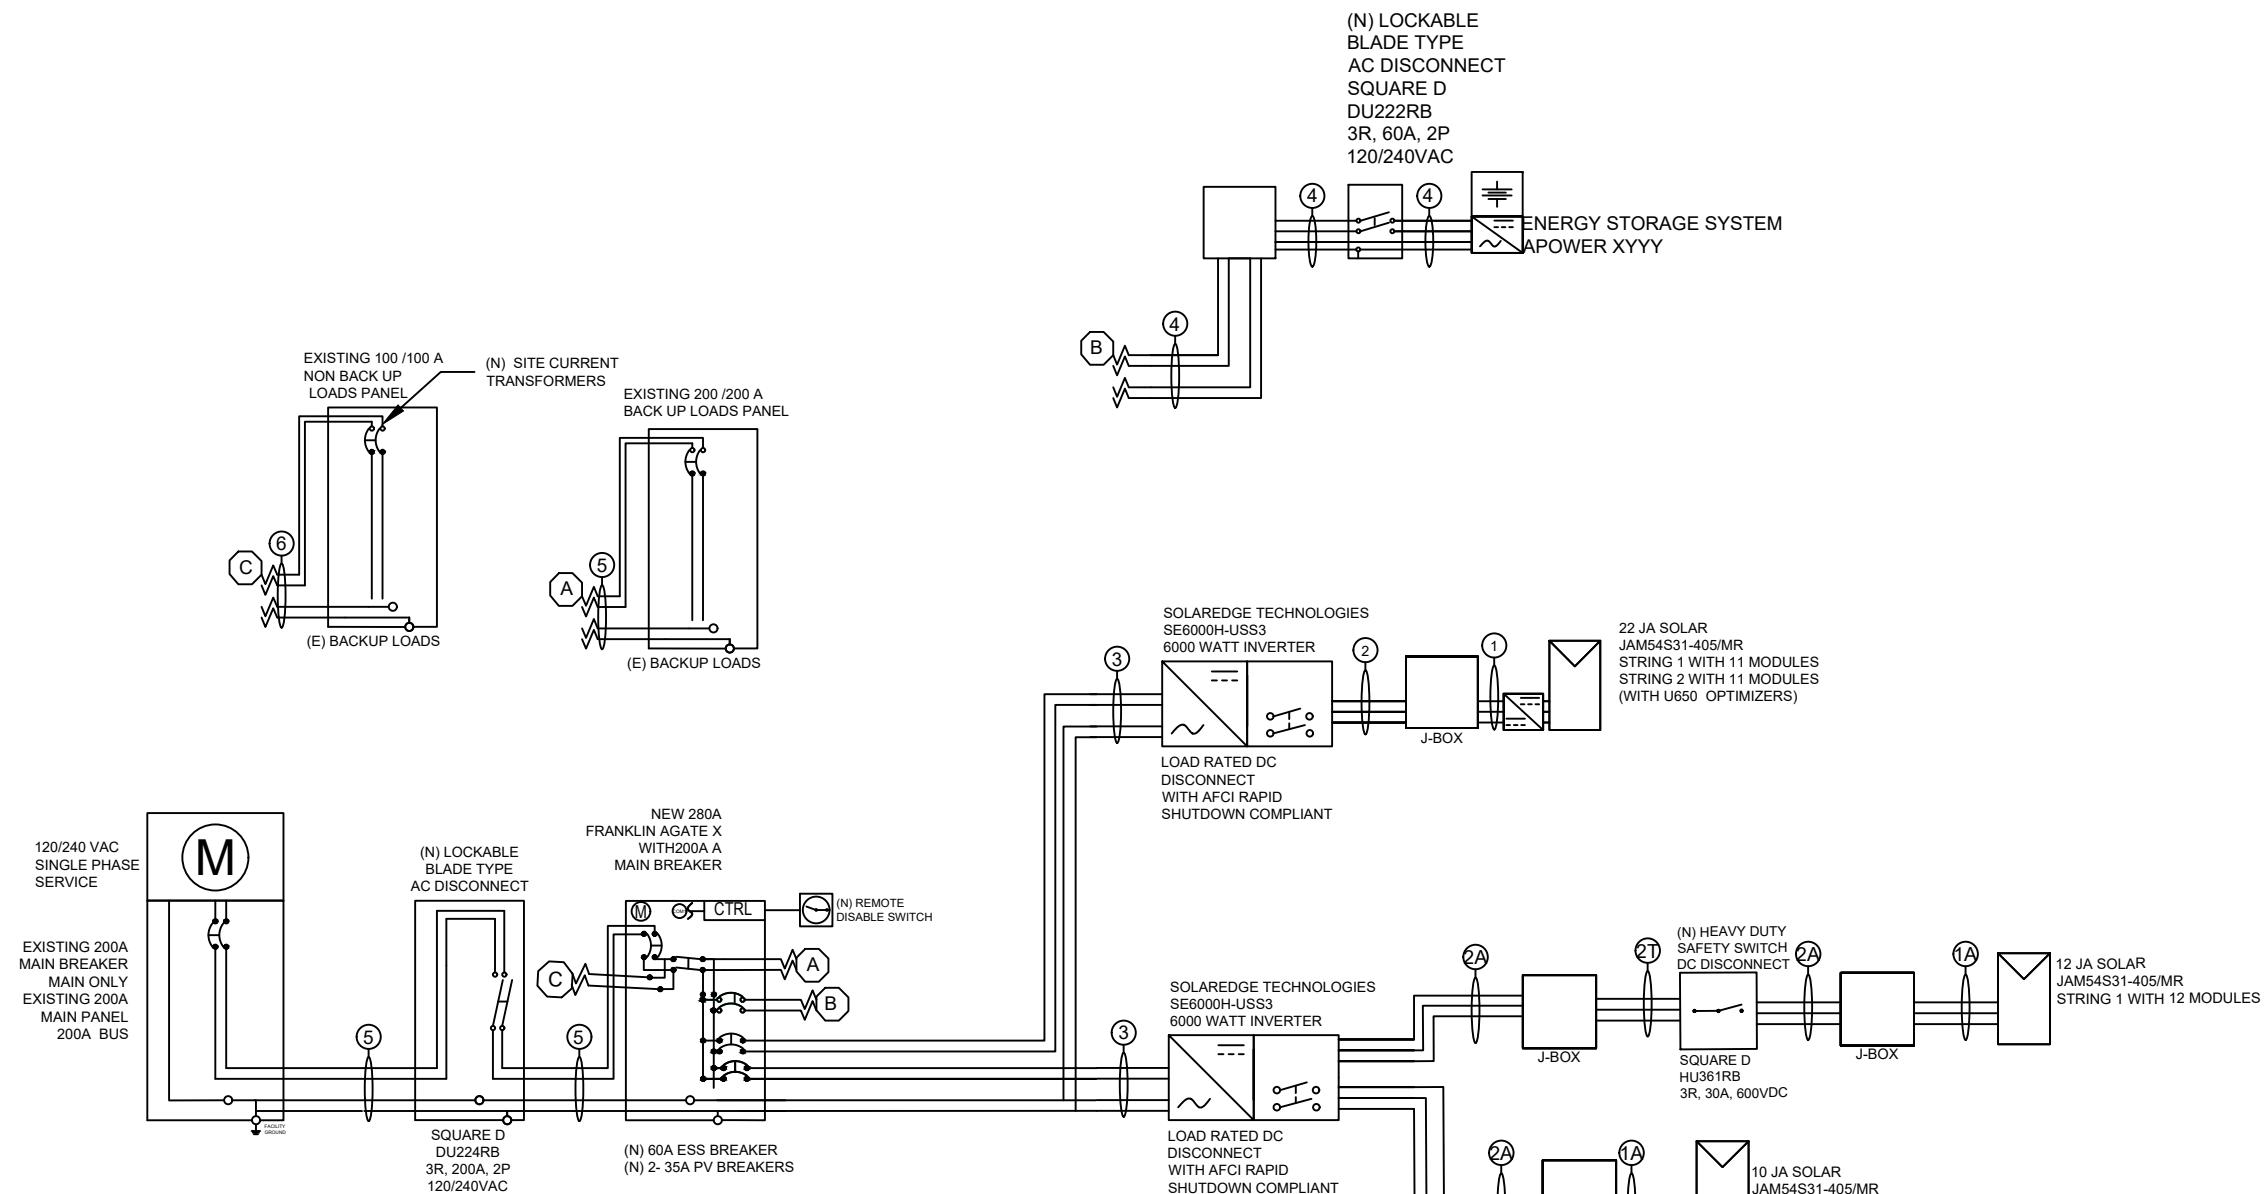 (N) LOCKABLE
BLADE TYPE
AC DISCONNECT
SQUARE D
DU222RB
3R, 60A, 2P
120/240VAC
4
4
ENERGY STORAGE SYSTEM
APOWER XYYY
B
4
EXISTING 100 /100 A
NON BACK UP
LOADS PANEL
(N) SITE CURRENT
TRANSFORMERS
C
6
(E) BACKUP LOADS
EXISTING 200 /200 A
BACK UP LOADS PANEL
A
5
(E) BACKUP LOADS
SOLAREDGE TECHNOLOGIES
SE6000H-USS3
6000 WATT INVERTER
3
2
1
J-BOX
22 JA SOLAR
JAM54S31-405/MR
STRING 1 WITH 11 MODULES
STRING 2 WITH 11 MODULES
(WITH U650 OPTIMIZERS)
LOAD RATED DC
DISCONNECT
WITH AFCI RAPID
SHUTDOWN COMPLIANT
120/240 VAC
SINGLE PHASE
SERVICE
M
EXISTING 200A
MAIN BREAKER
MAIN ONLY
EXISTING 200A
MAIN PANEL
200A BUS
FACILITY
GROUND
5
(N) LOCKABLE
BLADE TYPE
AC DISCONNECT
SQUARE D
DU224RB
3R, 200A, 2P
120/240VAC
5
NEW 280A
FRANKLIN AGATE X
WITH200A A
MAIN BREAKER
M
COM
CTRL
(N) REMOTE
DISABLE SWITCH
C
A
B
(N) 60A ESS BREAKER
(N) 2- 35A PV BREAKERS
3
SOLAREDGE TECHNOLOGIES
SE6000H-USS3
6000 WATT INVERTER
LOAD RATED DC
DISCONNECT
WITH AFCI RAPID
SHUTDOWN COMPLIANT
2A
J-BOX
2T
(N) HEAVY DUTY
SAFETY SWITCH
DC DISCONNECT
SQUARE D
HU361RB
3R, 30A, 600VDC
2A
J-BOX
1A
12 JA SOLAR
JAM54S31-405/MR
STRING 1 WITH 12 MODULES
2A
1A
10 JA SOLAR
JAM54S31-405/MR